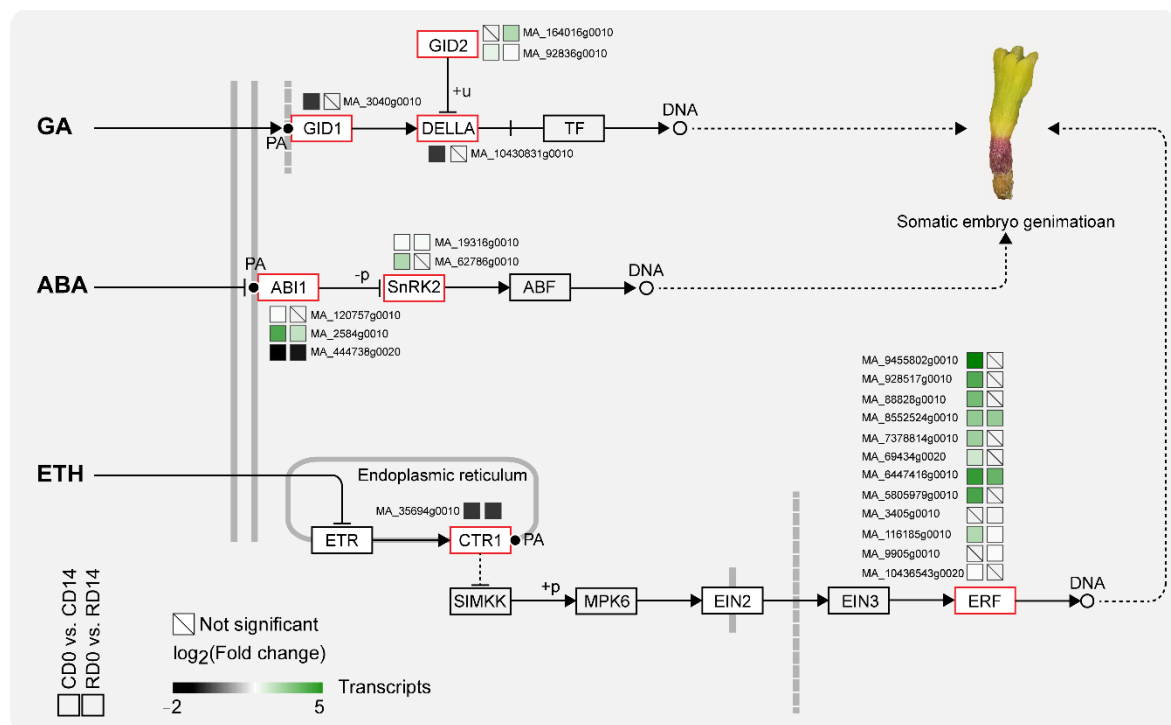 GID2
MA_164016g0010
MA_92836g0010
+u
MA_3040g0010
GA
PA
GID1
DELLA
TF
DNA
MA_10430831g0010
Somatic embryo genimatioan
MA_19316g0010
MA_62786g0010
ABA
PA
ABI1
-p
SnRK2
ABF
DNA
MA_120757g0010
MA_2584g0010
MA_444738g0020
MA_9455802g0010
MA_928517g0010
MA_88828g0010
MA_8552524g0010
MA_7378814g0010
MA_69434g0020
MA_6447416g0010
MA_5805979g0010
MA_3405g0010
MA_116185g0010
MA_9905g0010
MA_10436543g0020
ETH
Endoplasmic reticulum
MA_35694g0010
ETR
CTR1
PA
SIMKK
+p
MPK6
EIN2
EIN3
ERF
DNA
CD0 vs. CD14
RD0 vs. RD14
Not significant
log2(Fold change)
Transcripts
−2
5